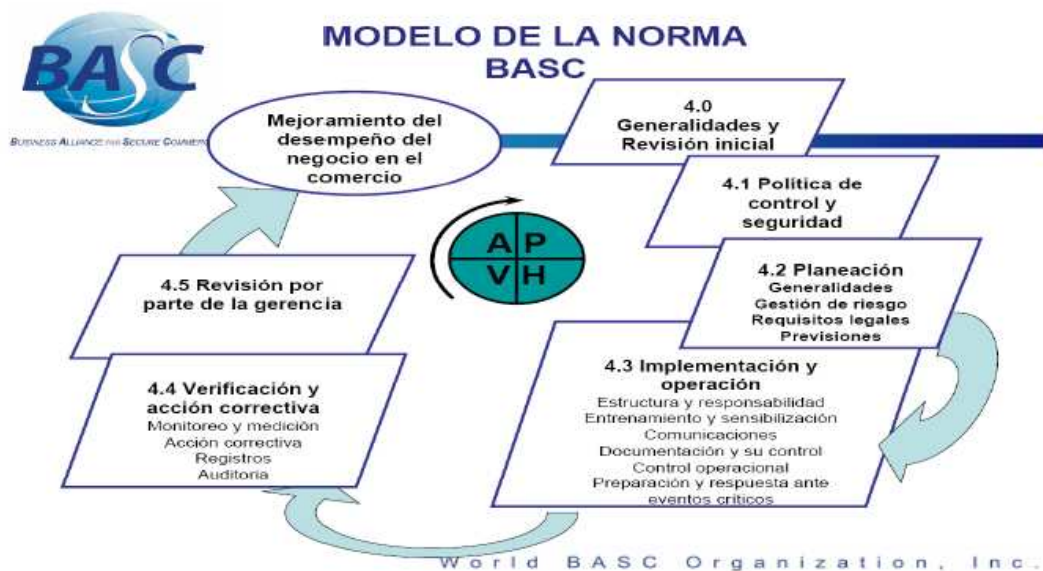 MODELO DE LA NORMA
BASC
BASC
BUSINESS ALLIANCE FOR SECURE COMMERC
Mejoramiento del
desempeño del
negocio en el
comercio
4.0
Generalidades y
Revisión inicial
4.1 Política de
control y
seguridad
4.2 Planeación
Generalidades
Gestión de riesgo
Requisitos legales
Previsiones
4.3 Implementación y
operación
Estructura y responsabilidad
Entrenamiento y sensibilización
Comunicaciones
Documentación y su control
Control operacional
Preparación y respuesta ante
eventos críticos
4.4 Verificación y
acción correctiva
Monitoreo y medición
Acción correctiva
Registros
Auditoria
4.5 Revisión por
parte de la gerencia
A P
V H
World BASC Organization, Inc.